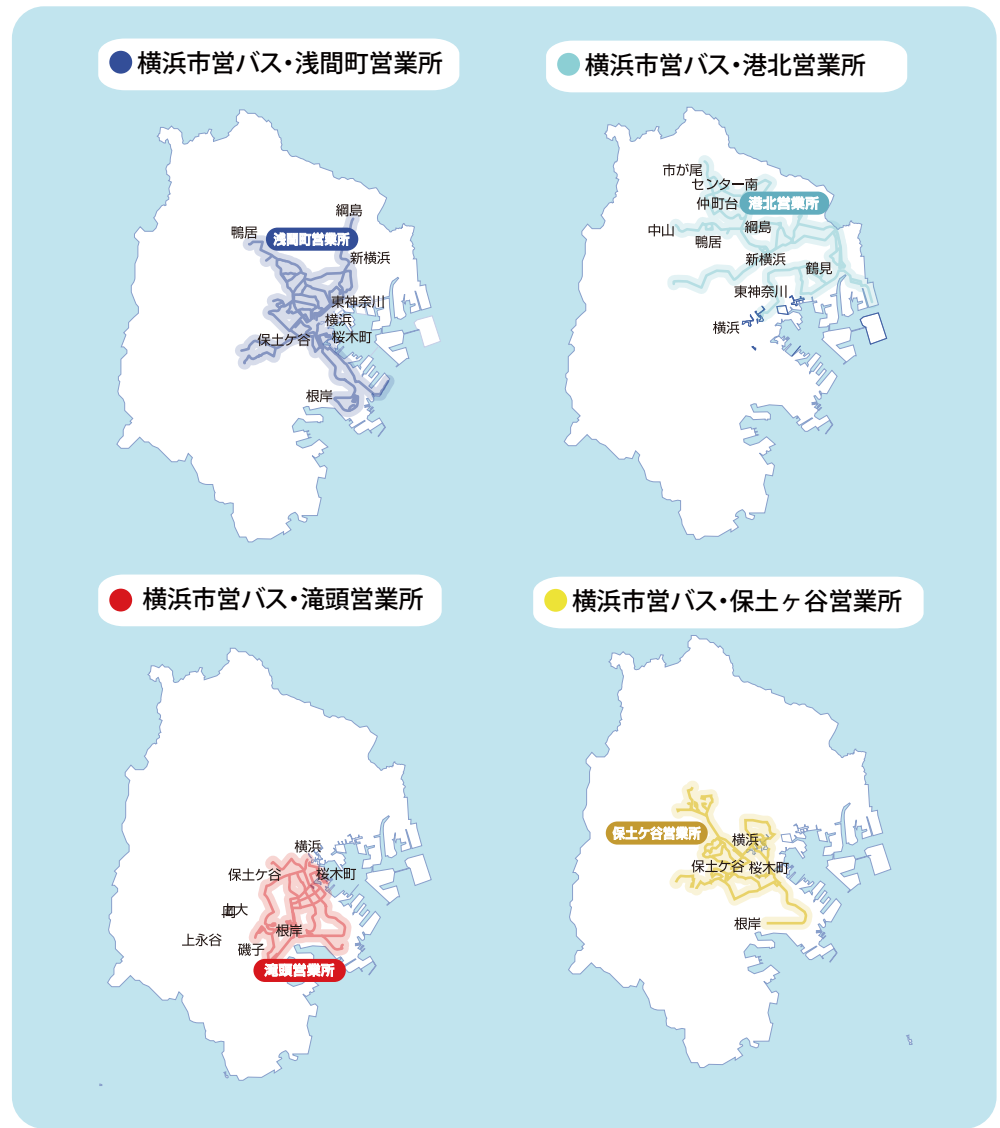 横浜市営バス・浅間町営業所
綱島
鴨居
浅間町営業所
新横浜
東神奈川
横浜
保土ケ谷
桜木町
根岸
横浜市営バス・港北営業所
市が尾
センター南
仲町台
港北営業所
中山
綱島
鴨居
新横浜
鶴見
東神奈川
横浜
横浜市営バス・滝頭営業所
横浜
保土ケ谷
桜木町
上永谷
根岸
磯子
滝頭営業所
横浜市営バス・保土ヶ谷営業所
保土ケ谷営業所
横浜
保土ケ谷
桜木町
根岸